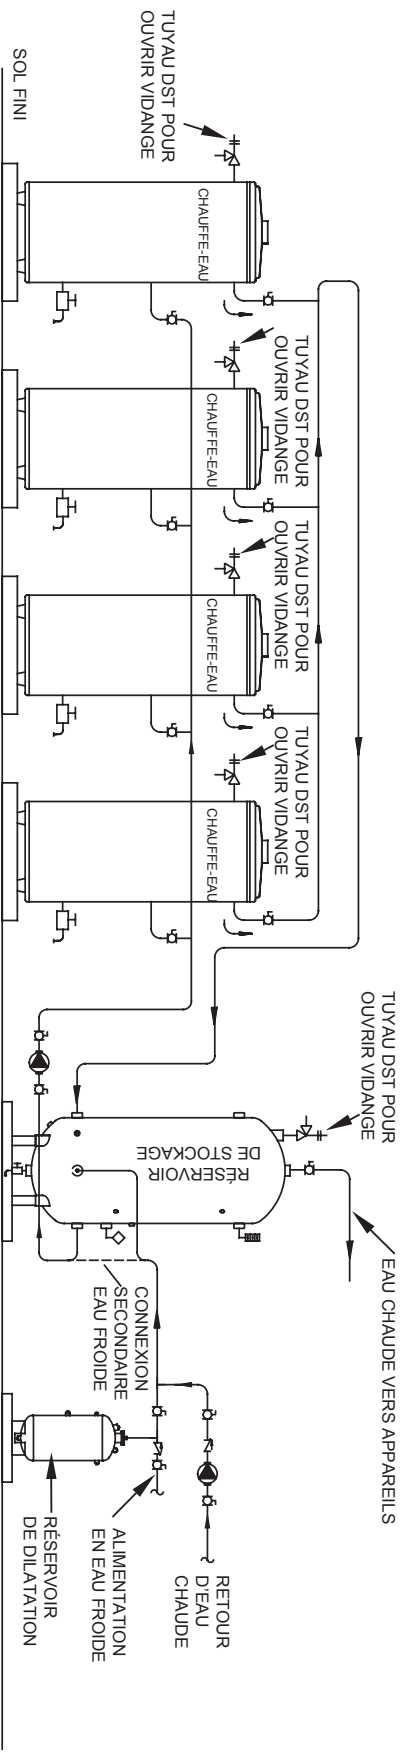 TUYAU DST POUR
OUVRIR VIDANGE
SOL FINI
CHAUFFE-EAU
TUYAU DST POUR
OUVRIR VIDANGE
CHAUFFE-EAU
TUYAU DST POUR
OUVRIR VIDANGE
CHAUFFE-EAU
TUYAU DST POUR
OUVRIR VIDANGE
CHAUFFE-EAU
TUYAU DST POUR
OUVRIR VIDANGE
RÉSERVOIR
DE STOCKAGE
EAU CHAUDE VERS APPAREILS
CONNEXION
SECONDAIRE
EAU FROIDE
RETOUR
D'EAU
CHAUDE
ALIMENTATION
EN EAU FROIDE
RÉSERVOIR
DE DILATATION